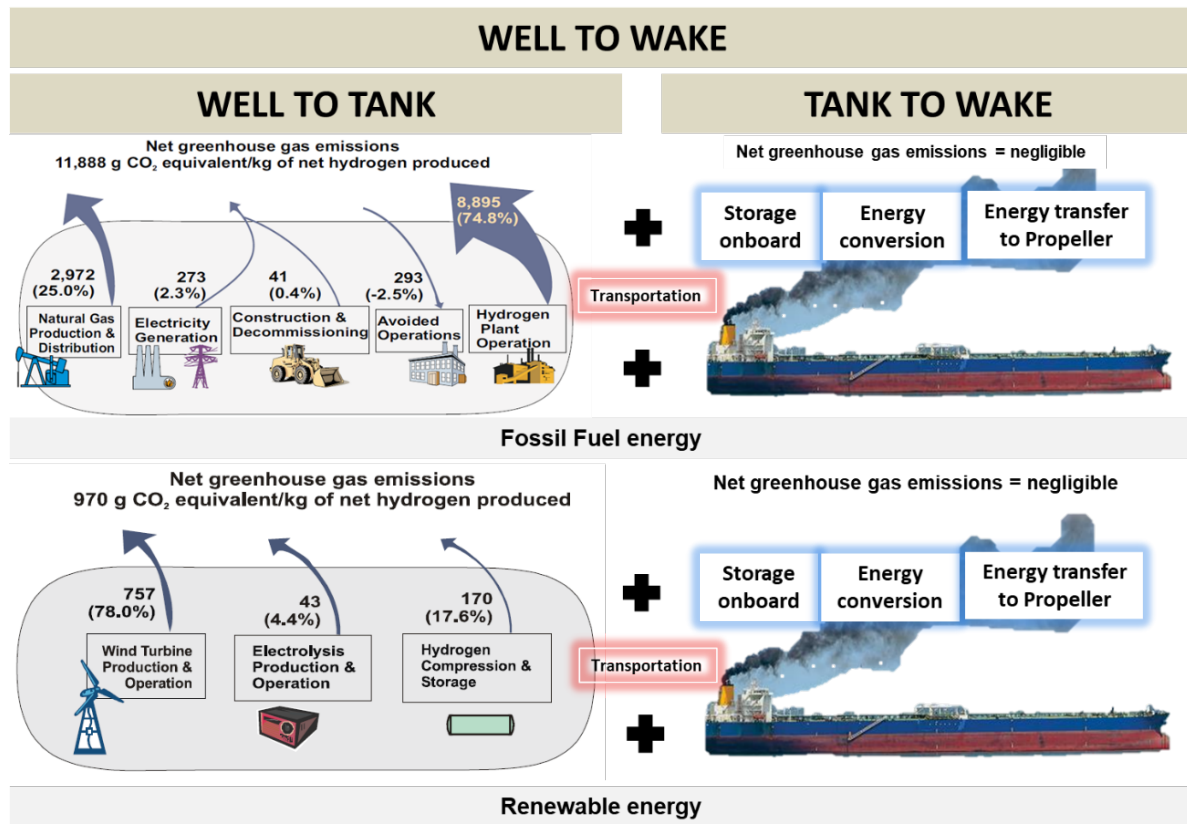 WELL TO WAKE
WELL TO TANK
TANK TO WAKE
Net greenhouse gas emissions
11,888 g CO₂ equivalent/kg of net hydrogen produced
8,895
(74.8%)
2,972
(25.0%)
273
(2.3%)
41
(0.4%)
293
(-2.5%)
Natural Gas
Production &
Distribution
Electricity
Generation
Construction &
Decommissioning
Avoided
Operations
Hydrogen
Plant
Operation
Transportation
Net greenhouse gas emissions = negligible
Storage
onboard
Energy
conversion
Energy transfer
to Propeller
Fossil Fuel energy
Net greenhouse gas emissions
970 g CO₂ equivalent/kg of net hydrogen produced
757
(78.0%)
43
(4.4%)
170
(17.6%)
Wind Turbine
Production &
Operation
Electrolysis
Production &
Operation
Hydrogen
Compression &
Storage
Transportation
Net greenhouse gas emissions = negligible
Storage
onboard
Energy
conversion
Energy transfer
to Propeller
Renewable energy